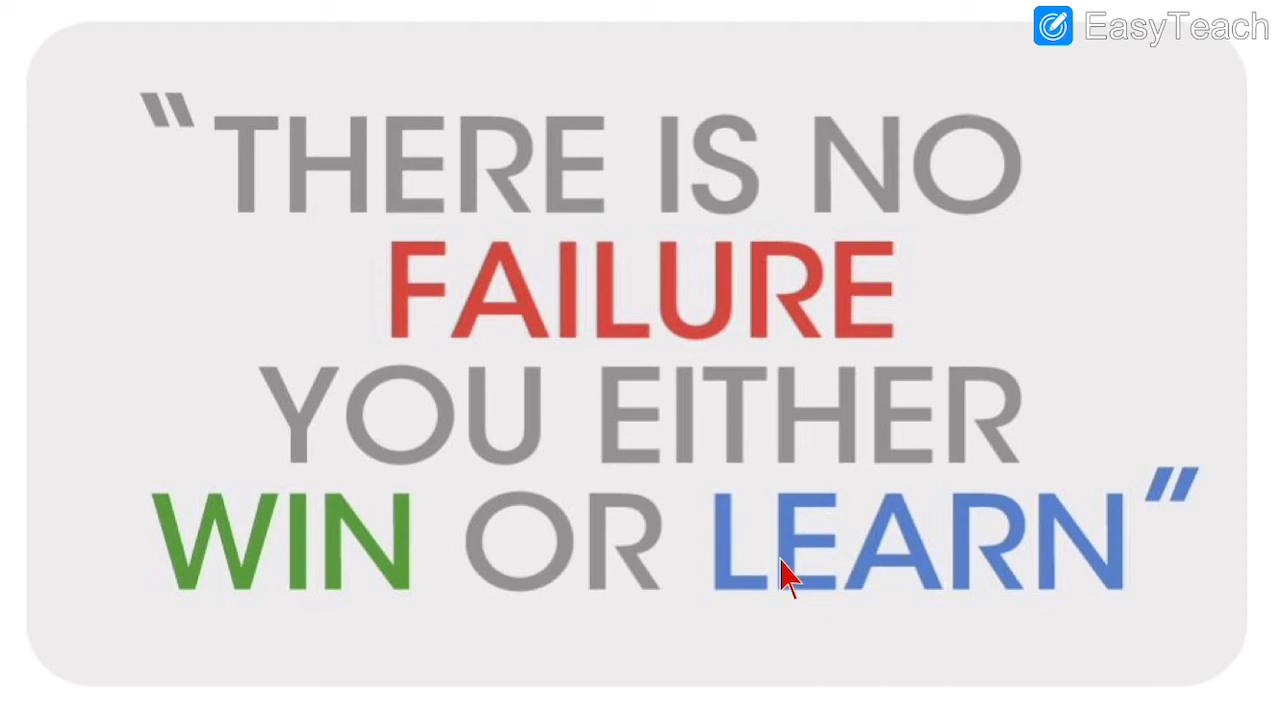 EasyTeach
“THERE IS NO
FAILURE
YOU EITHER
WIN OR LEARN”